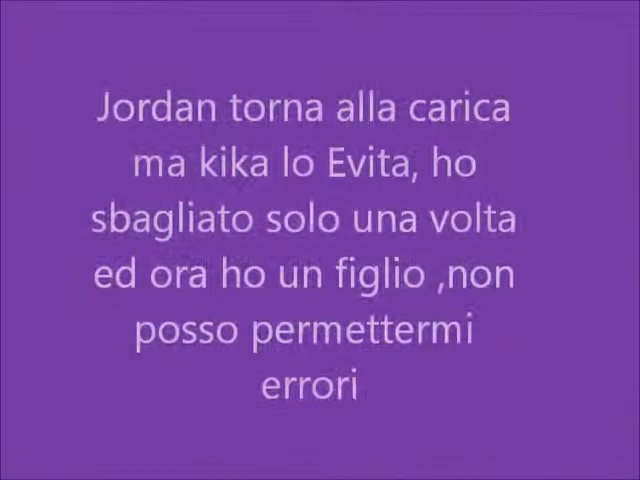 Jordan torna alla carica
ma kika lo Evita, ho
sbagliato solo una volta
ed ora ho un figlio ,non
posso permettermi
errori